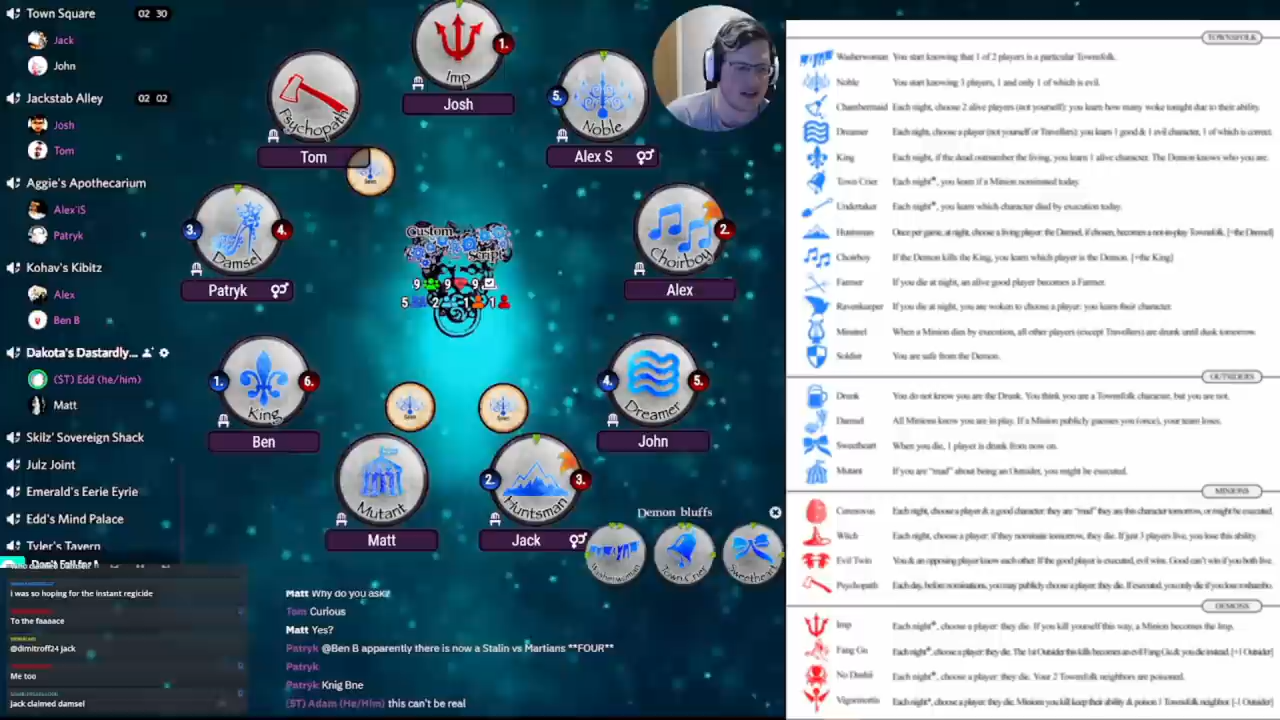 Town Square 02 30
Jack
John
Jackstab Alley 02 02
Josh
Tom
Aggie's Apothecarium
Alex iS
Patryk
Kohav's Kibitz
Alex
Ben B
(ST) Edd (he/him)
Matt
Skilz' Sovereign Shack
Julz Joint
Emerald's Eerie Eyrie
Edd's Mind Palace
Tyler's Tavern
i was so hoping for the instant regicide
To the faaaace
@dimitroff24 jack
Me too
jack claimed damsel
Matt Why do you ask?
Tom Curious
Matt Yes?
Patryk @Ben B apparently there is now a Stalin vs Martians **FOUR**
Patryk
Patryk Knig Bne
(ST) Adam (He/Him) this can't be real
Imp
1.
Josh
Tom
5.
Noble
Alex S
3.
Damsel
4.
Patryk
Choirboy
2.
Alex
1.
King
6.
Ben
4.
Dreamer
5.
John
Mutant
Matt
2.
Huntsman
3.
Jack
Custom
Script
Demon bluffs
TOWNSFOLK
Washerwoman You start knowing that 1 of 2 players is a particular Townsfolk.
Noble You start knowing 3 players, 1 and only 1 of which is evil.
Chambermaid Each night, choose 2 alive players (not yourself): you learn how many woke tonight due to their ability.
Dreamer Each night, choose a player (not yourself or Travellers): you learn 1 good & 1 evil character, 1 of which is correct.
King Each night, if the dead outnumber the living, you learn 1 alive character. The Demon knows who you are.
Town Crier Each night*, you learn if a Minion nominated today.
Undertaker Each night*, you learn which character died by execution today.
Huntsman Once per game, at night, choose a living player: the Damsel, if chosen, becomes a not-in-play Townsfolk. [+the Damsel]
Choirboy If the Demon kills the King, you learn which player is the Demon. [+the King]
Farmer If you die at night, an alive good player becomes a Farmer.
Ravenkeeper If you die at night, you are woken to choose a player: you learn their character.
Minstrel When a Minion dies by execution, all other players (except Travellers) are drunk until dusk tomorrow.
Soldier You are safe from the Demon.
OUTSIDERS
Drunk You do not know you are the Drunk. You think you are a Townsfolk character, but you are not.
Damsel All Minions know you are in play. If a Minion publicly guesses you (once), your team loses.
Sweetheart When you die, 1 player is drunk from now on.
Mutant If you are "mad" about being an Outsider, you might be executed.
MINIONS
Cerenovus Each night, choose a player & a good character: they are "mad" they are this character tomorrow, or might be executed.
Witch Each night, choose a player: if they nominate tomorrow, they die. If just 3 players live, you lose this ability.
Evil Twin You & an opposing player know each other. If the good player is executed, evil wins. Good can't win if you both live.
Psychopath Each day, before nominations, you may publicly choose a player: they die. If executed, you only die if you lose roshambo.
DEMONS
Imp Each night*, choose a player: they die. If you kill yourself this way, a Minion becomes the Imp.
Fang Gu Each night*, choose a player: they die. The 1st Outsider this kills becomes an evil Fang Gu & you die instead. [+1 Outsider]
No Dashii Each night*, choose a player: they die. Your 2 Townsfolk neighbors are poisoned.
Vigormortis Each night*, choose a player: they die. Minions you kill keep their ability & poison 1 Townsfolk neighbor. [-1 Outsider]